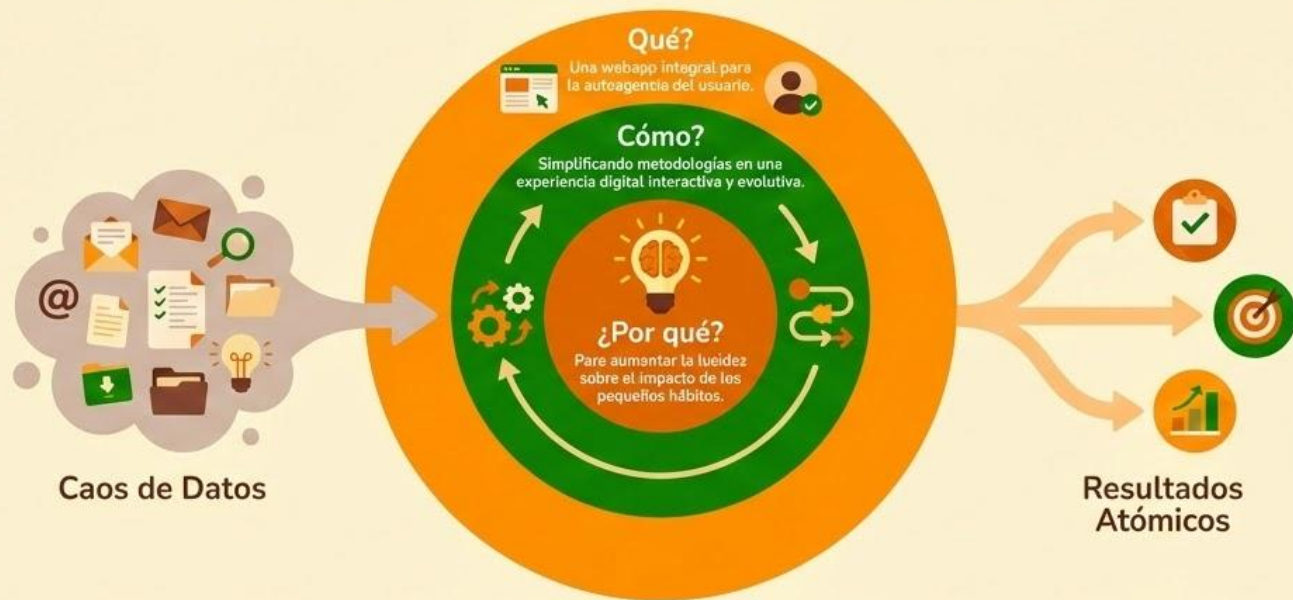 Qué?
Una webapp integral para
la autoagencia del usuario.
Cómo?
Simplificando metodologías en una
experiencia digital interactiva y evolutiva.
@
¿Por qué?
Pare aumentar la lueidez
sobre el impacto de los
pequeños hábitos.
Caos de Datos
Resultados
Atómicos